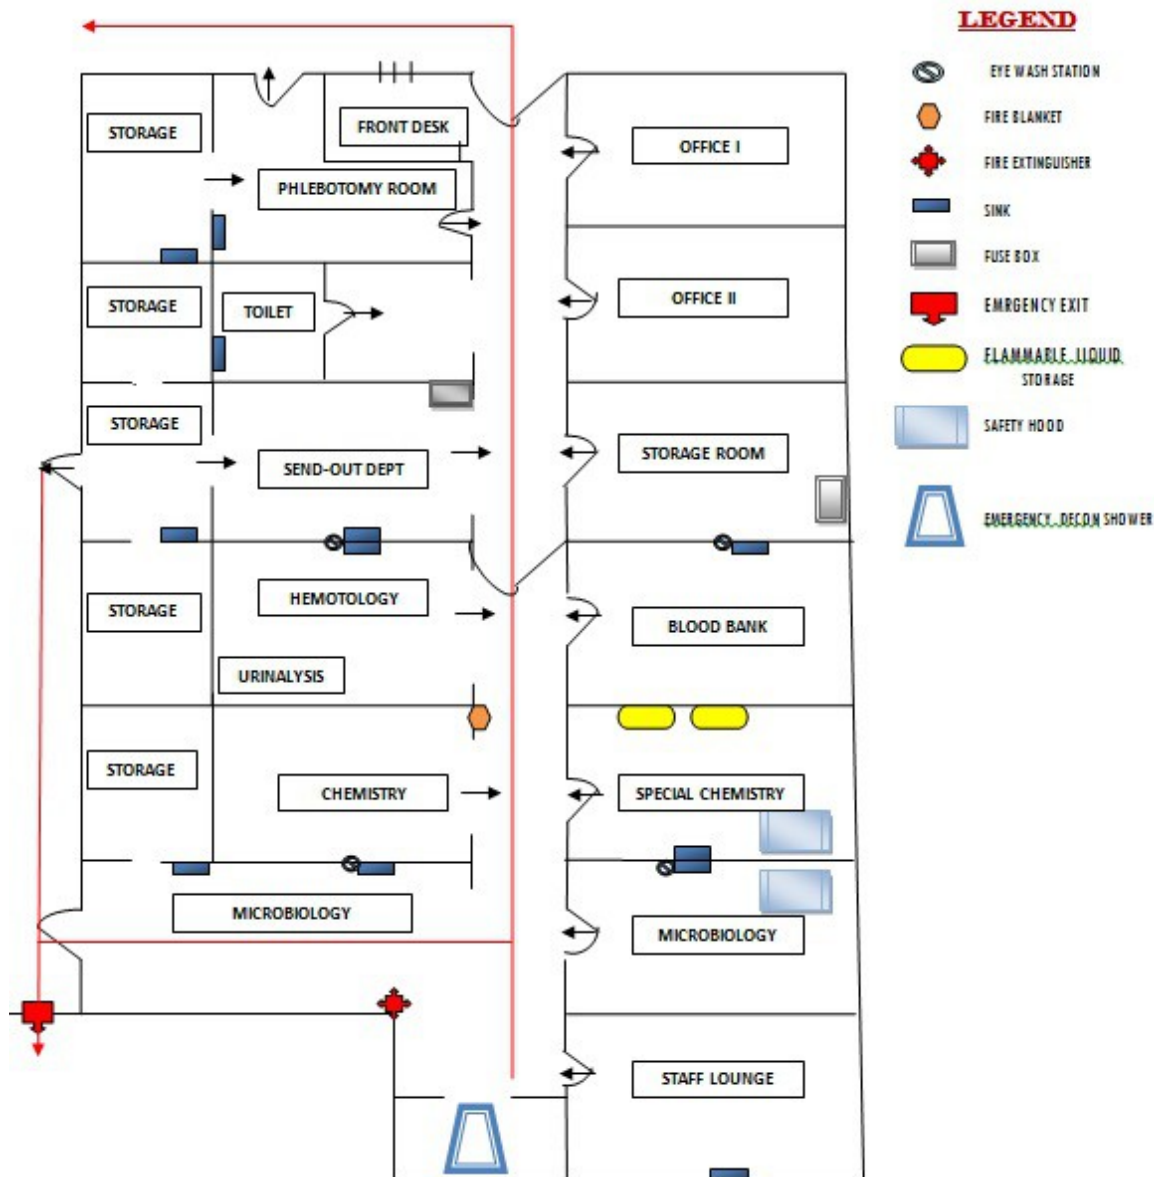 LEGEND
EYE WASH STATION
FIRE BLANKET
FIRE EXTINGUISHER
SINK
FUSE BOX
EMRGENCY EXIT
FLAMMABLE LIQUID
STORAGE
SAFETY HOOD
EMERGENCY DECON SHOWER
STORAGE
FRONT DESK
OFFICE I
PHLEBOTOMY ROOM
STORAGE
TOILET
OFFICE II
STORAGE
SEND-OUT DEPT
STORAGE ROOM
STORAGE
HEMOTOLOGY
BLOOD BANK
URINALYSIS
STORAGE
CHEMISTRY
SPECIAL CHEMISTRY
MICROBIOLOGY
MICROBIOLOGY
STAFF LOUNGE